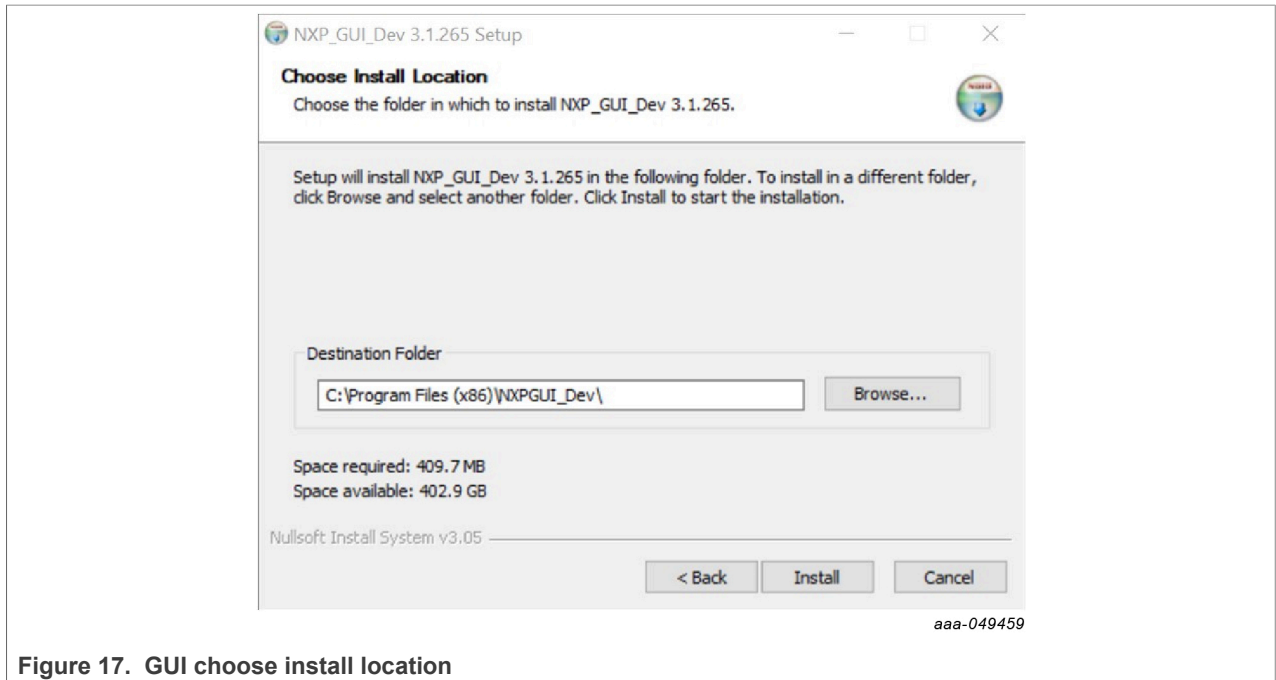 NXP_GUI_Dev 3.1.265 Setup
Choose Install Location
Choose the folder in which to install NXP_GUI_Dev 3.1.265.
Setup will install NXP_GUI_Dev 3.1.265 in the following folder. To install in a different folder,
click Browse and select another folder. Click Install to start the installation.
Destination Folder
C:\Program Files (x86)\NXPGUI_Dev\
Browse...
Space required: 409.7 MB
Space available: 402.9 GB
Nullsoft Install System v3.05
< Back
Install
Cancel
aaa-049459
Figure 17. GUI choose install location